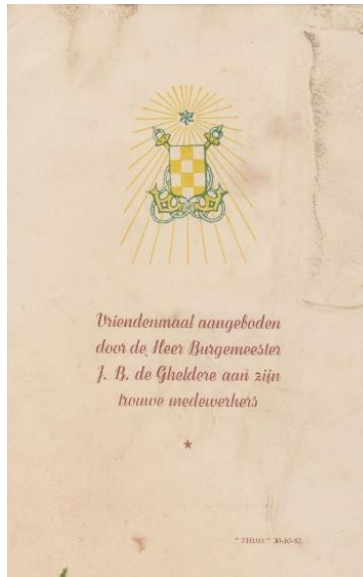 Vriendenmaal aangeboden
door de Heer Burgemeester
J. B. de Gheldere aan zijn
trouwe medewerkers
"THUIS" 30-10-52.